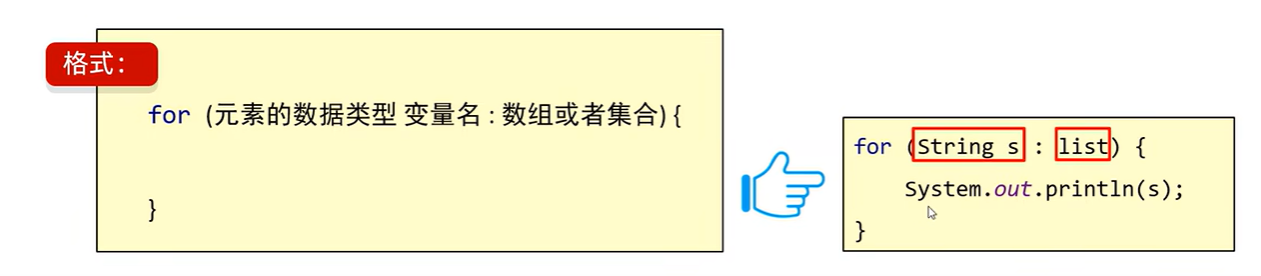 格式：
for (元素的数据类型 变量名 : 数组或者集合) {
}
for (String s : list) {
System.out.println(s);
}